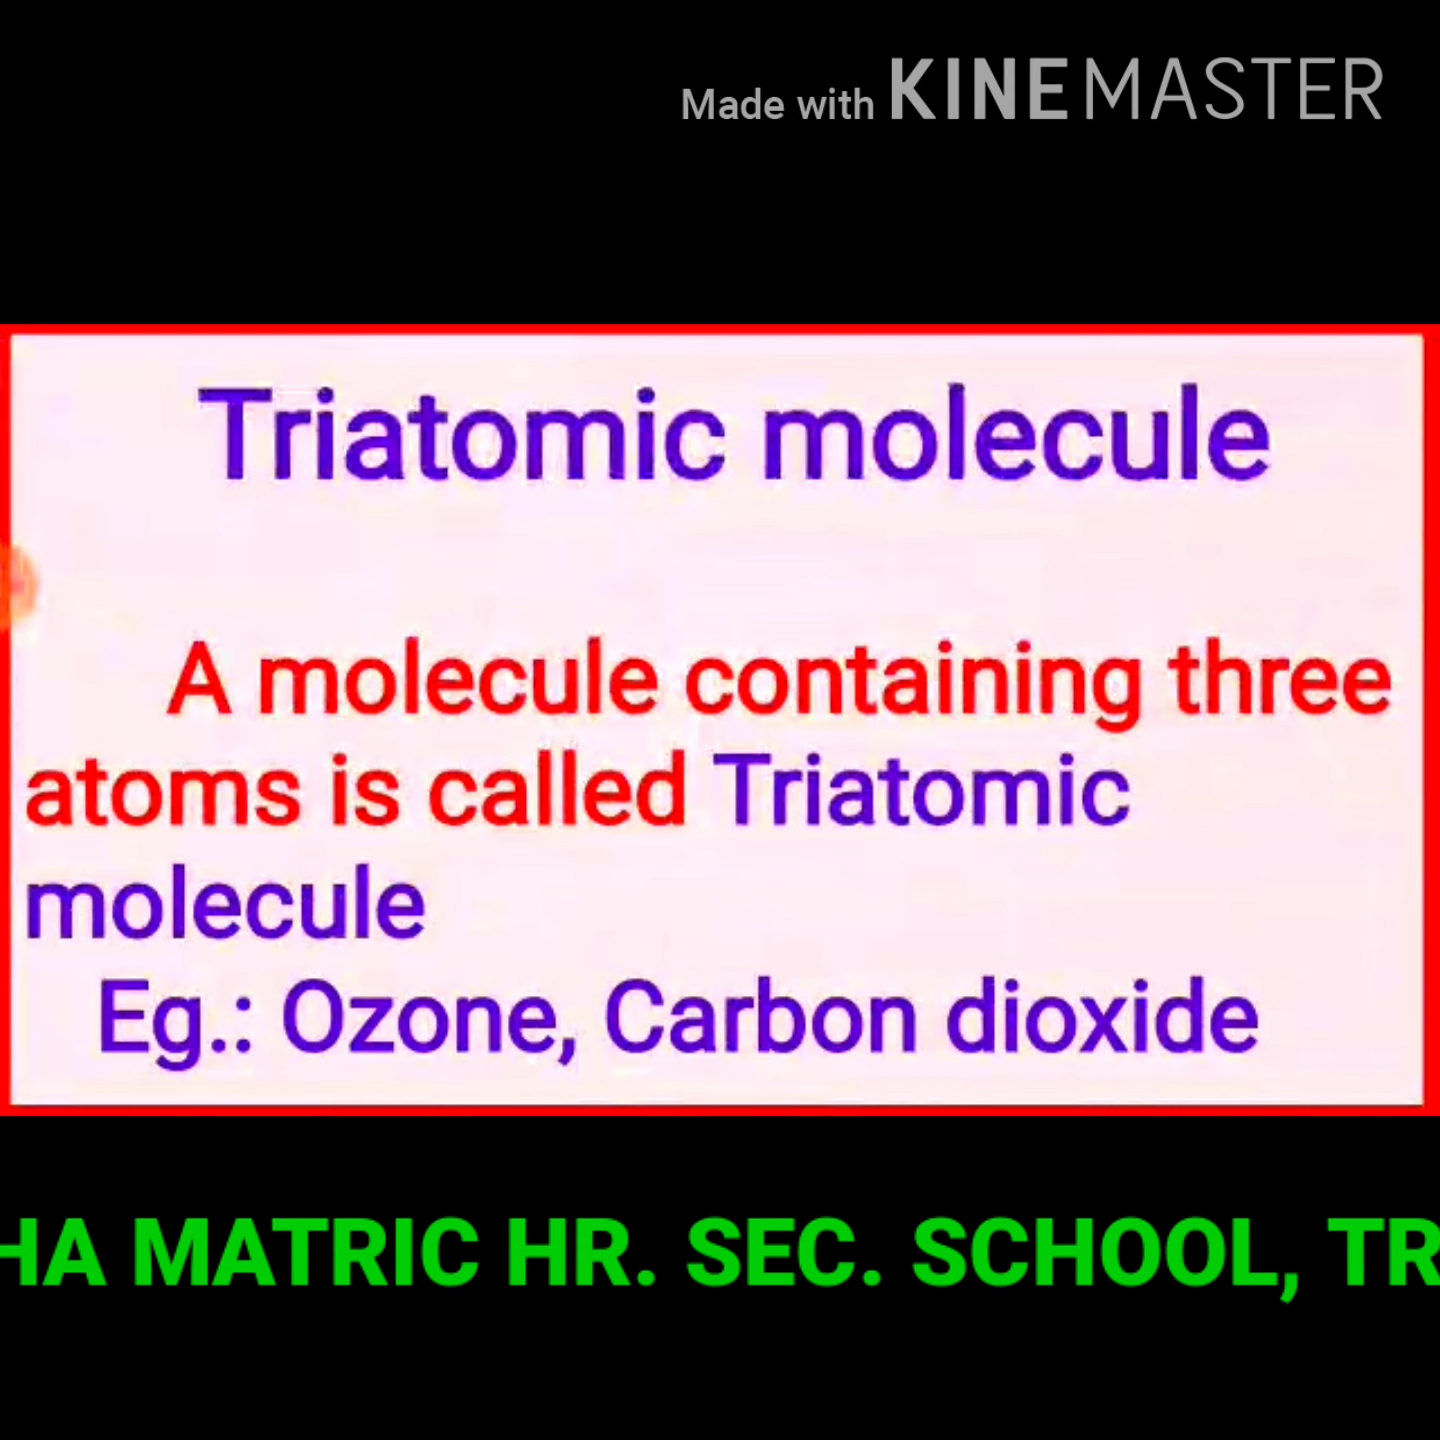 Made with KINEMASTER
Triatomic molecule
A molecule containing three
atoms is called Triatomic
molecule
Eg.: Ozone, Carbon dioxide
HA MATRIC HR. SEC. SCHOOL, TR